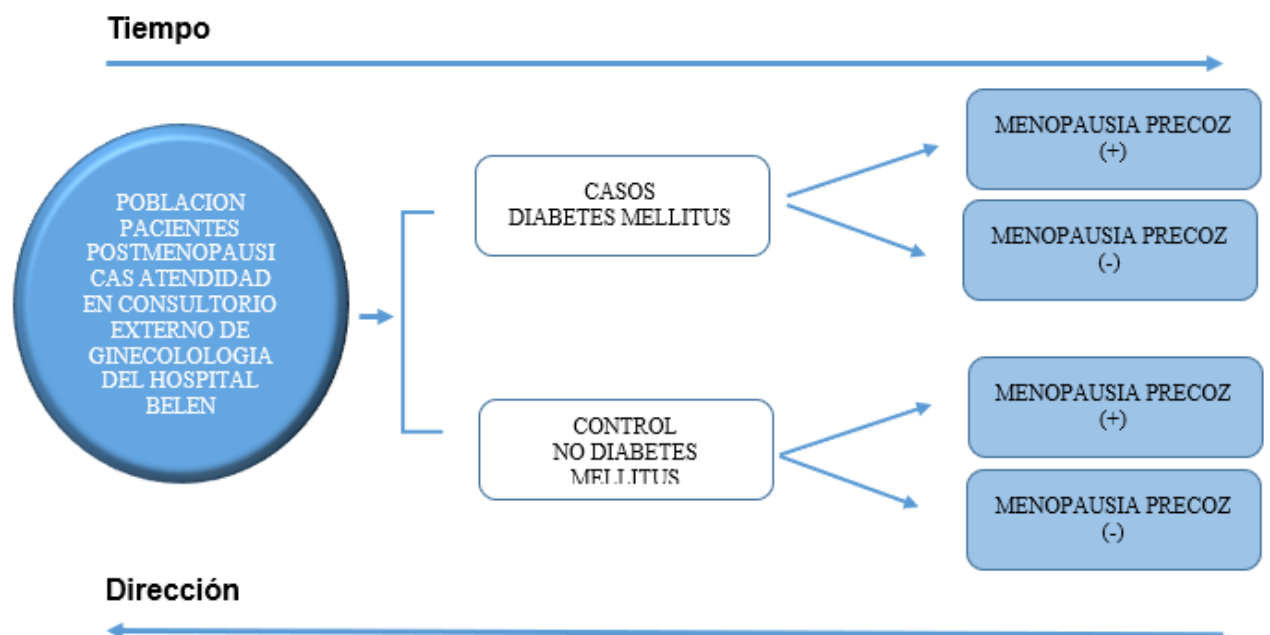 Tiempo
POBLACION
PACIENTES
POSTMENOPAUSI
CAS ATENDIDAD
EN CONSULTORIO
EXTERNO DE
GINECOLOLOGIA
DEL HOSPITAL
BELEN
CASOS
DIABETES MELLITUS
MENOPAUSIA PRECOZ
(+)
MENOPAUSIA PRECOZ
(-)
CONTROL
NO DIABETES
MELLITUS
MENOPAUSIA PRECOZ
(+)
MENOPAUSIA PRECOZ
(-)
Dirección